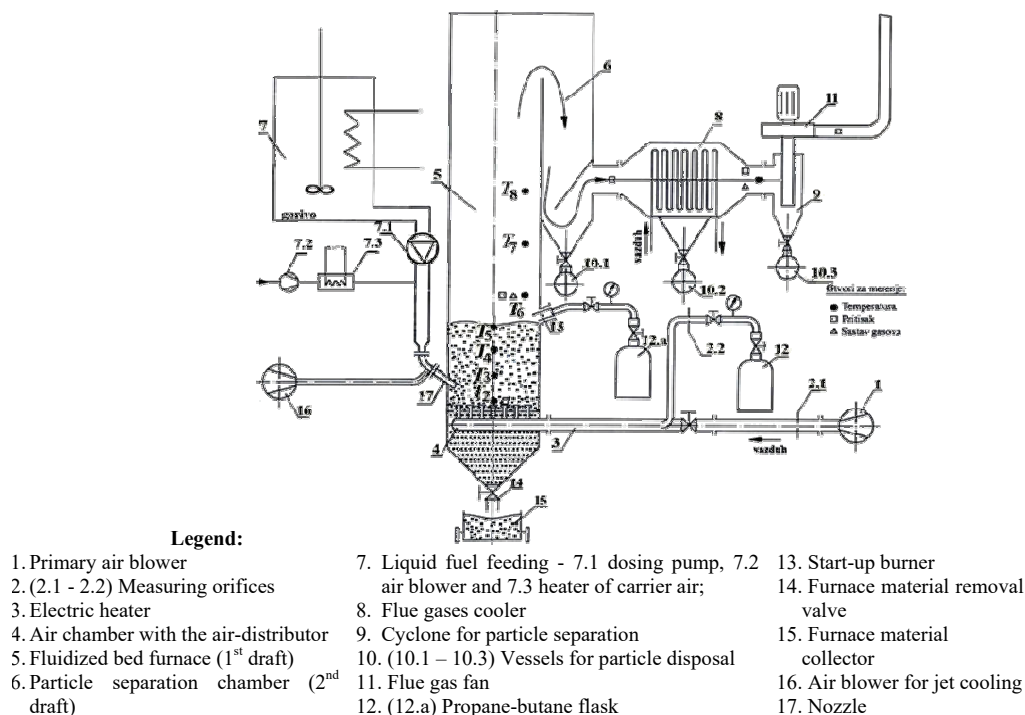 6
11
8
7
5
T8
9
gorivo
7.1
7.2
7.3
T7
vazduh
10.1
10.2
10.3
Otvori za merenje:
Temperatura
Pritisak
Sastav gasova
T6
13
T5
T4
12.a
2.2
12
T3
T2
17
16
2.1
1
4
3
vazduh
14
15
Legend:
1. Primary air blower
2. (2.1 - 2.2) Measuring orifices
3. Electric heater
4. Air chamber with the air-distributor
5. Fluidized bed furnace (1st draft)
6. Particle separation chamber (2nd
draft)
7. Liquid fuel feeding - 7.1 dosing pump, 7.2
air blower and 7.3 heater of carrier air;
8. Flue gases cooler
9. Cyclone for particle separation
10. (10.1 – 10.3) Vessels for particle disposal
11. Flue gas fan
12. (12.a) Propane-butane flask
13. Start-up burner
14. Furnace material removal
valve
15. Furnace material
collector
16. Air blower for jet cooling
17. Nozzle